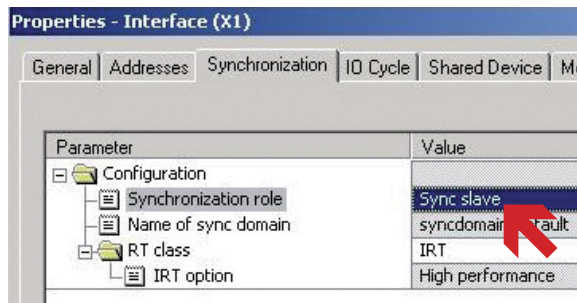 Properties - Interface (X1)
General Addresses Synchronization IO Cycle Shared Device
Parameter Value
Configuration
Synchronization role Sync slave
Name of sync domain
RT class IRT
IRT option High performance